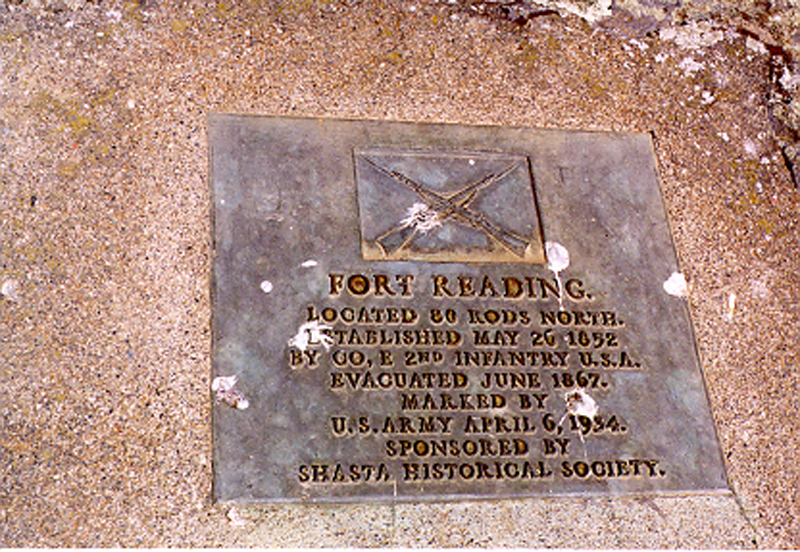 FORT READING.
LOCATED 80 RODS NORTH.
ESTABLISHED MAY 26 1852
BY CO, E 2ND INFANTRY U.S.A.
EVACUATED JUNE 1867.
MARKED BY
U.S. ARMY APRIL 6, 1934.
SPONSORED BY
SHASTA HISTORICAL SOCIETY.